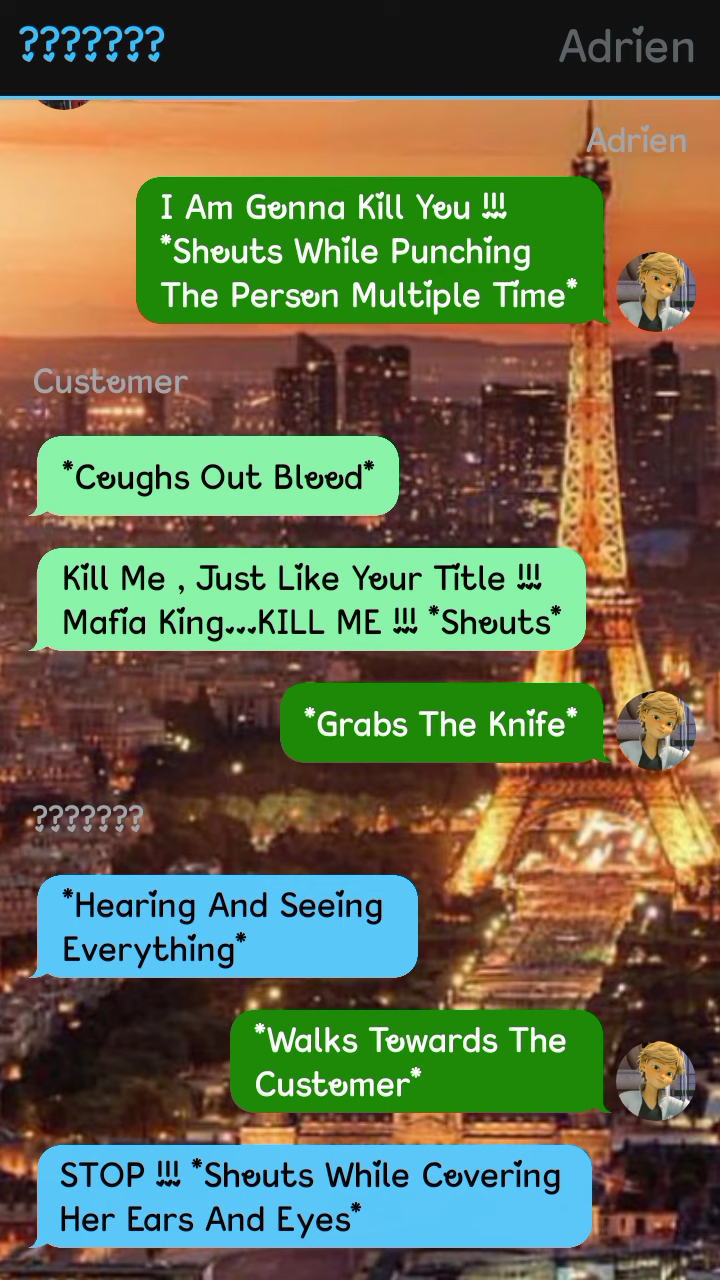 ???????
Adrien
Adrien
I Am Gonna Kill You !!!
*Shouts While Punching
The Person Multiple Time*
Customer
*Coughs Out Blood*
Kill Me , Just Like Your Title !!!
Mafia King...KILL ME !!! *Shouts*
*Grabs The Knife*
???????
*Hearing And Seeing
Everything*
*Walks Towards The
Customer*
STOP !!! *Shouts While Covering
Her Ears And Eyes*